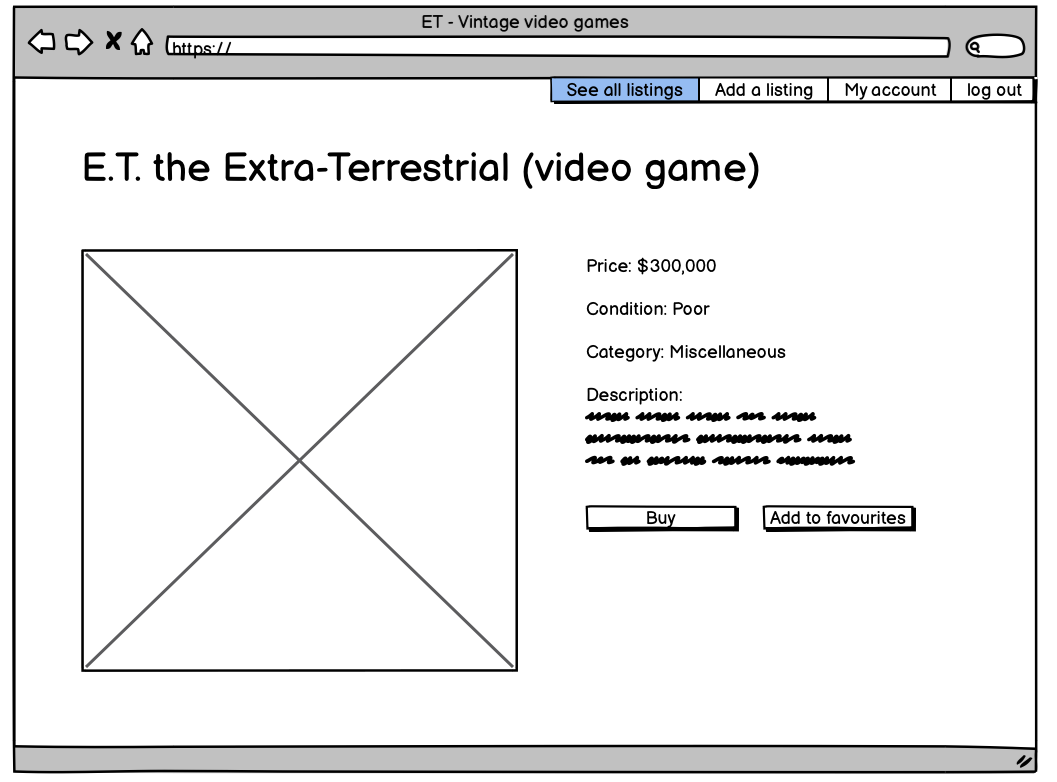 ET - Vintage video games
https://
See all listings Add a listing My account log out
E.T. the Extra-Terrestrial (video game)
Price: $300,000
Condition: Poor
Category: Miscellaneous
Description:
Buy Add to favourites